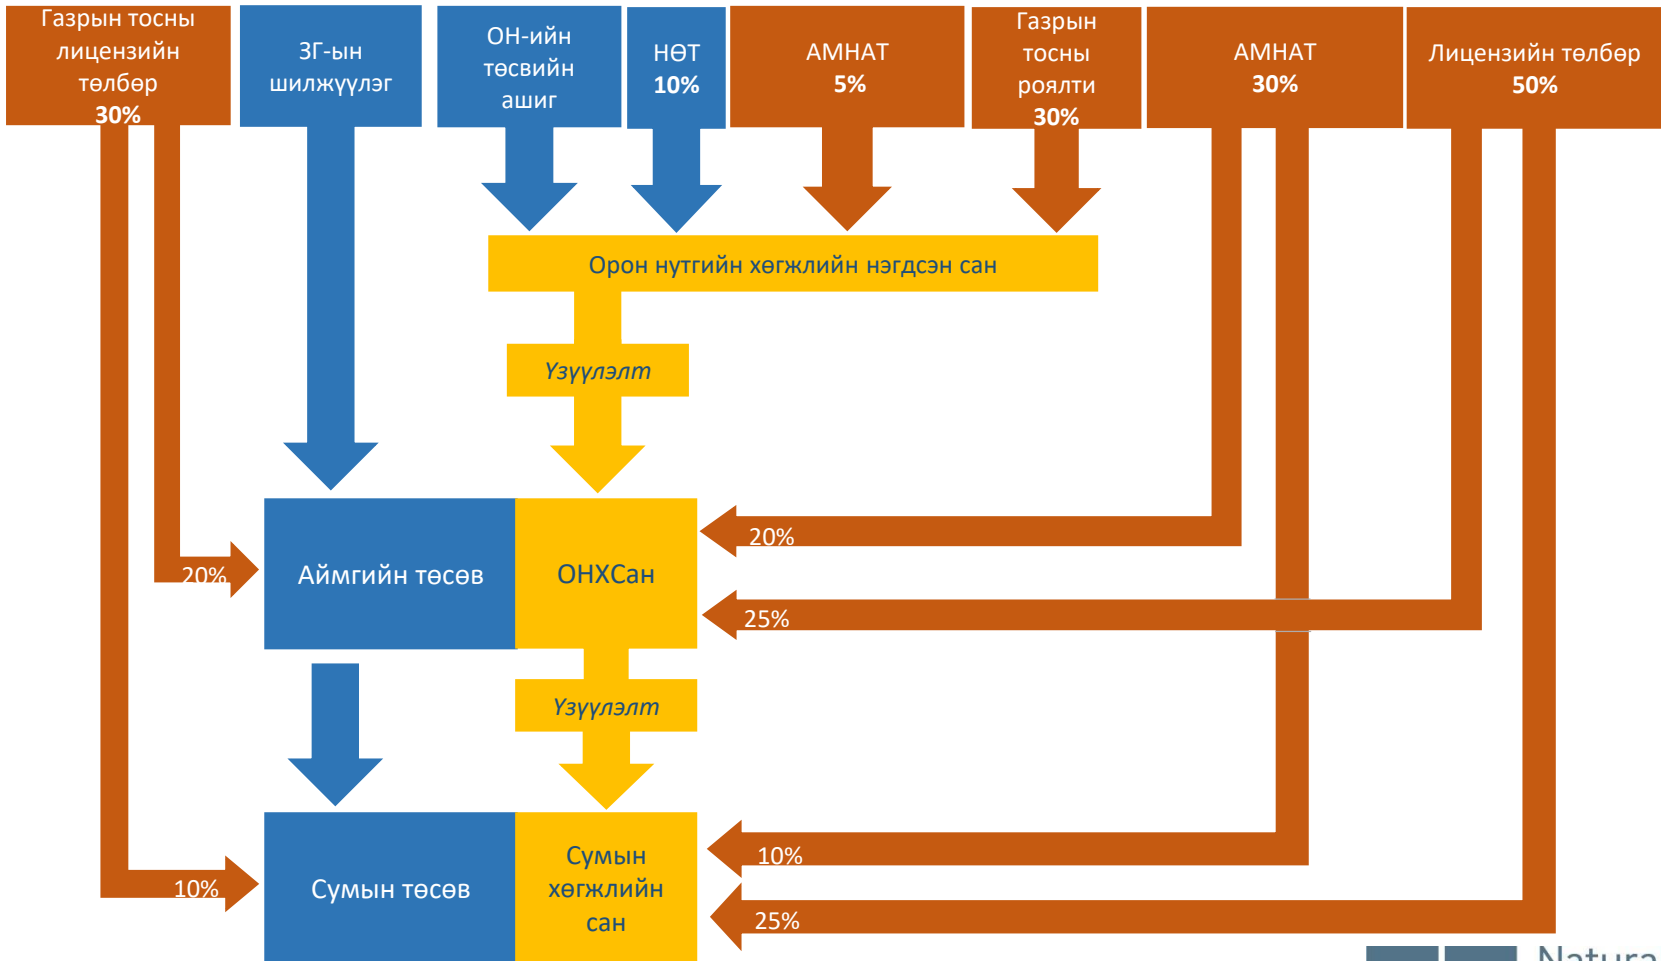 Газрын тосны
лицензийн
төлбөр
30%
ЗГ-ын
шилжүүлэг
ОН-ийн
төсвийн
ашиг
НӨТ
10%
АМНАТ
5%
Газрын
тосны
роялти
30%
АМНАТ
30%
Лицензийн төлбөр
50%
Орон нутгийн хөгжлийн нэгдсэн сан
Үзүүлэлт
20%
Аймгийн төсөв
ОНХСан
20%
25%
Үзүүлэлт
10%
Сумын төсөв
Сумын
хөгжлийн
сан
10%
25%
Natura